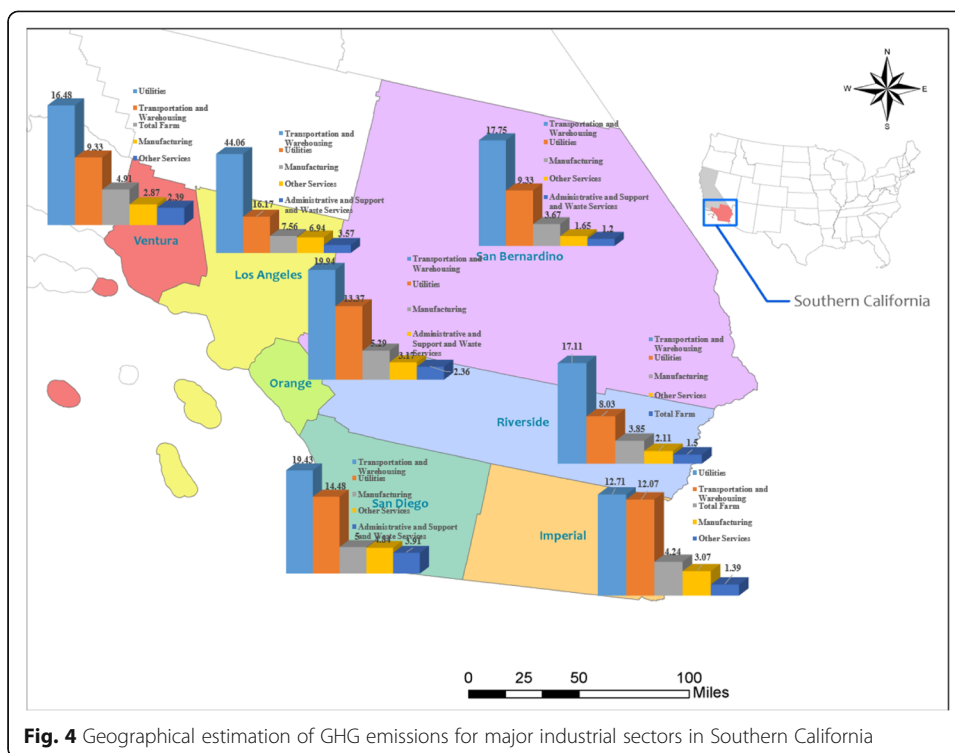 N
W E
S
16.48
9.33
4.91
2.87
2.39
Utilities
Transportation and
Warehousing
Total Farm
Manufacturing
Other Services
Ventura
44.06
16.17
7.56
6.94
3.57
Transportation and
Warehousing
Utilities
Manufacturing
Other Services
Administrative and Support
and Waste Services
Los Angeles
17.75
9.33
3.67
1.65
1.2
Transportation and
Warehousing
Utilities
Manufacturing
Other Services
Administrative and Support
and Waste Services
San Bernardino
Southern California
19.94
13.37
5.29
3.17
2.36
Transportation and
Warehousing
Utilities
Manufacturing
Administrative and
Support and Waste
Services
Orange
17.11
8.03
3.85
2.11
1.5
Transportation and
Warehousing
Utilities
Manufacturing
Other Services
Total Farm
Riverside
19.43
14.48
5
4.84
3.91
Transportation and
Warehousing
Utilities
Manufacturing
Other Services
Administrative and Support
and Waste Services
San Diego
12.71
12.07
4.24
3.07
1.39
Utilities
Transportation and
Warehousing
Total Farm
Manufacturing
Other Services
Imperial
0 25 50 100
Miles
Fig. 4 Geographical estimation of GHG emissions for major industrial sectors in Southern California